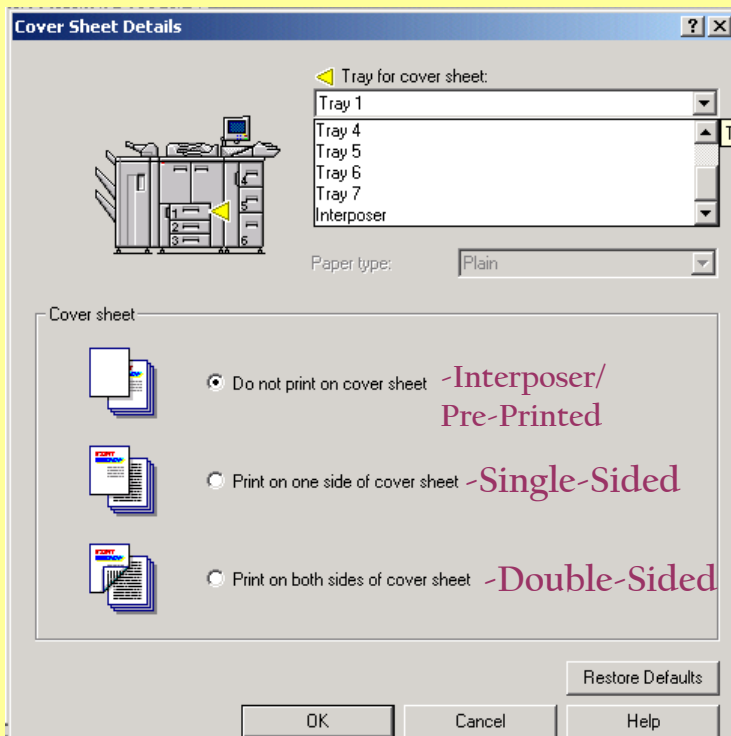 Cover Sheet Details
Tray for cover sheet:
Tray 1
Tray 4
Tray 5
Tray 6
Tray 7
Interposer
T
1
2
3
4
5
6
Paper type: Plain
Cover sheet
Do not print on cover sheet -Interposer/
Pre-Printed
Print on one side of cover sheet -Single-Sided
Print on both sides of cover sheet -Double-Sided
Restore Defaults
OK Cancel Help